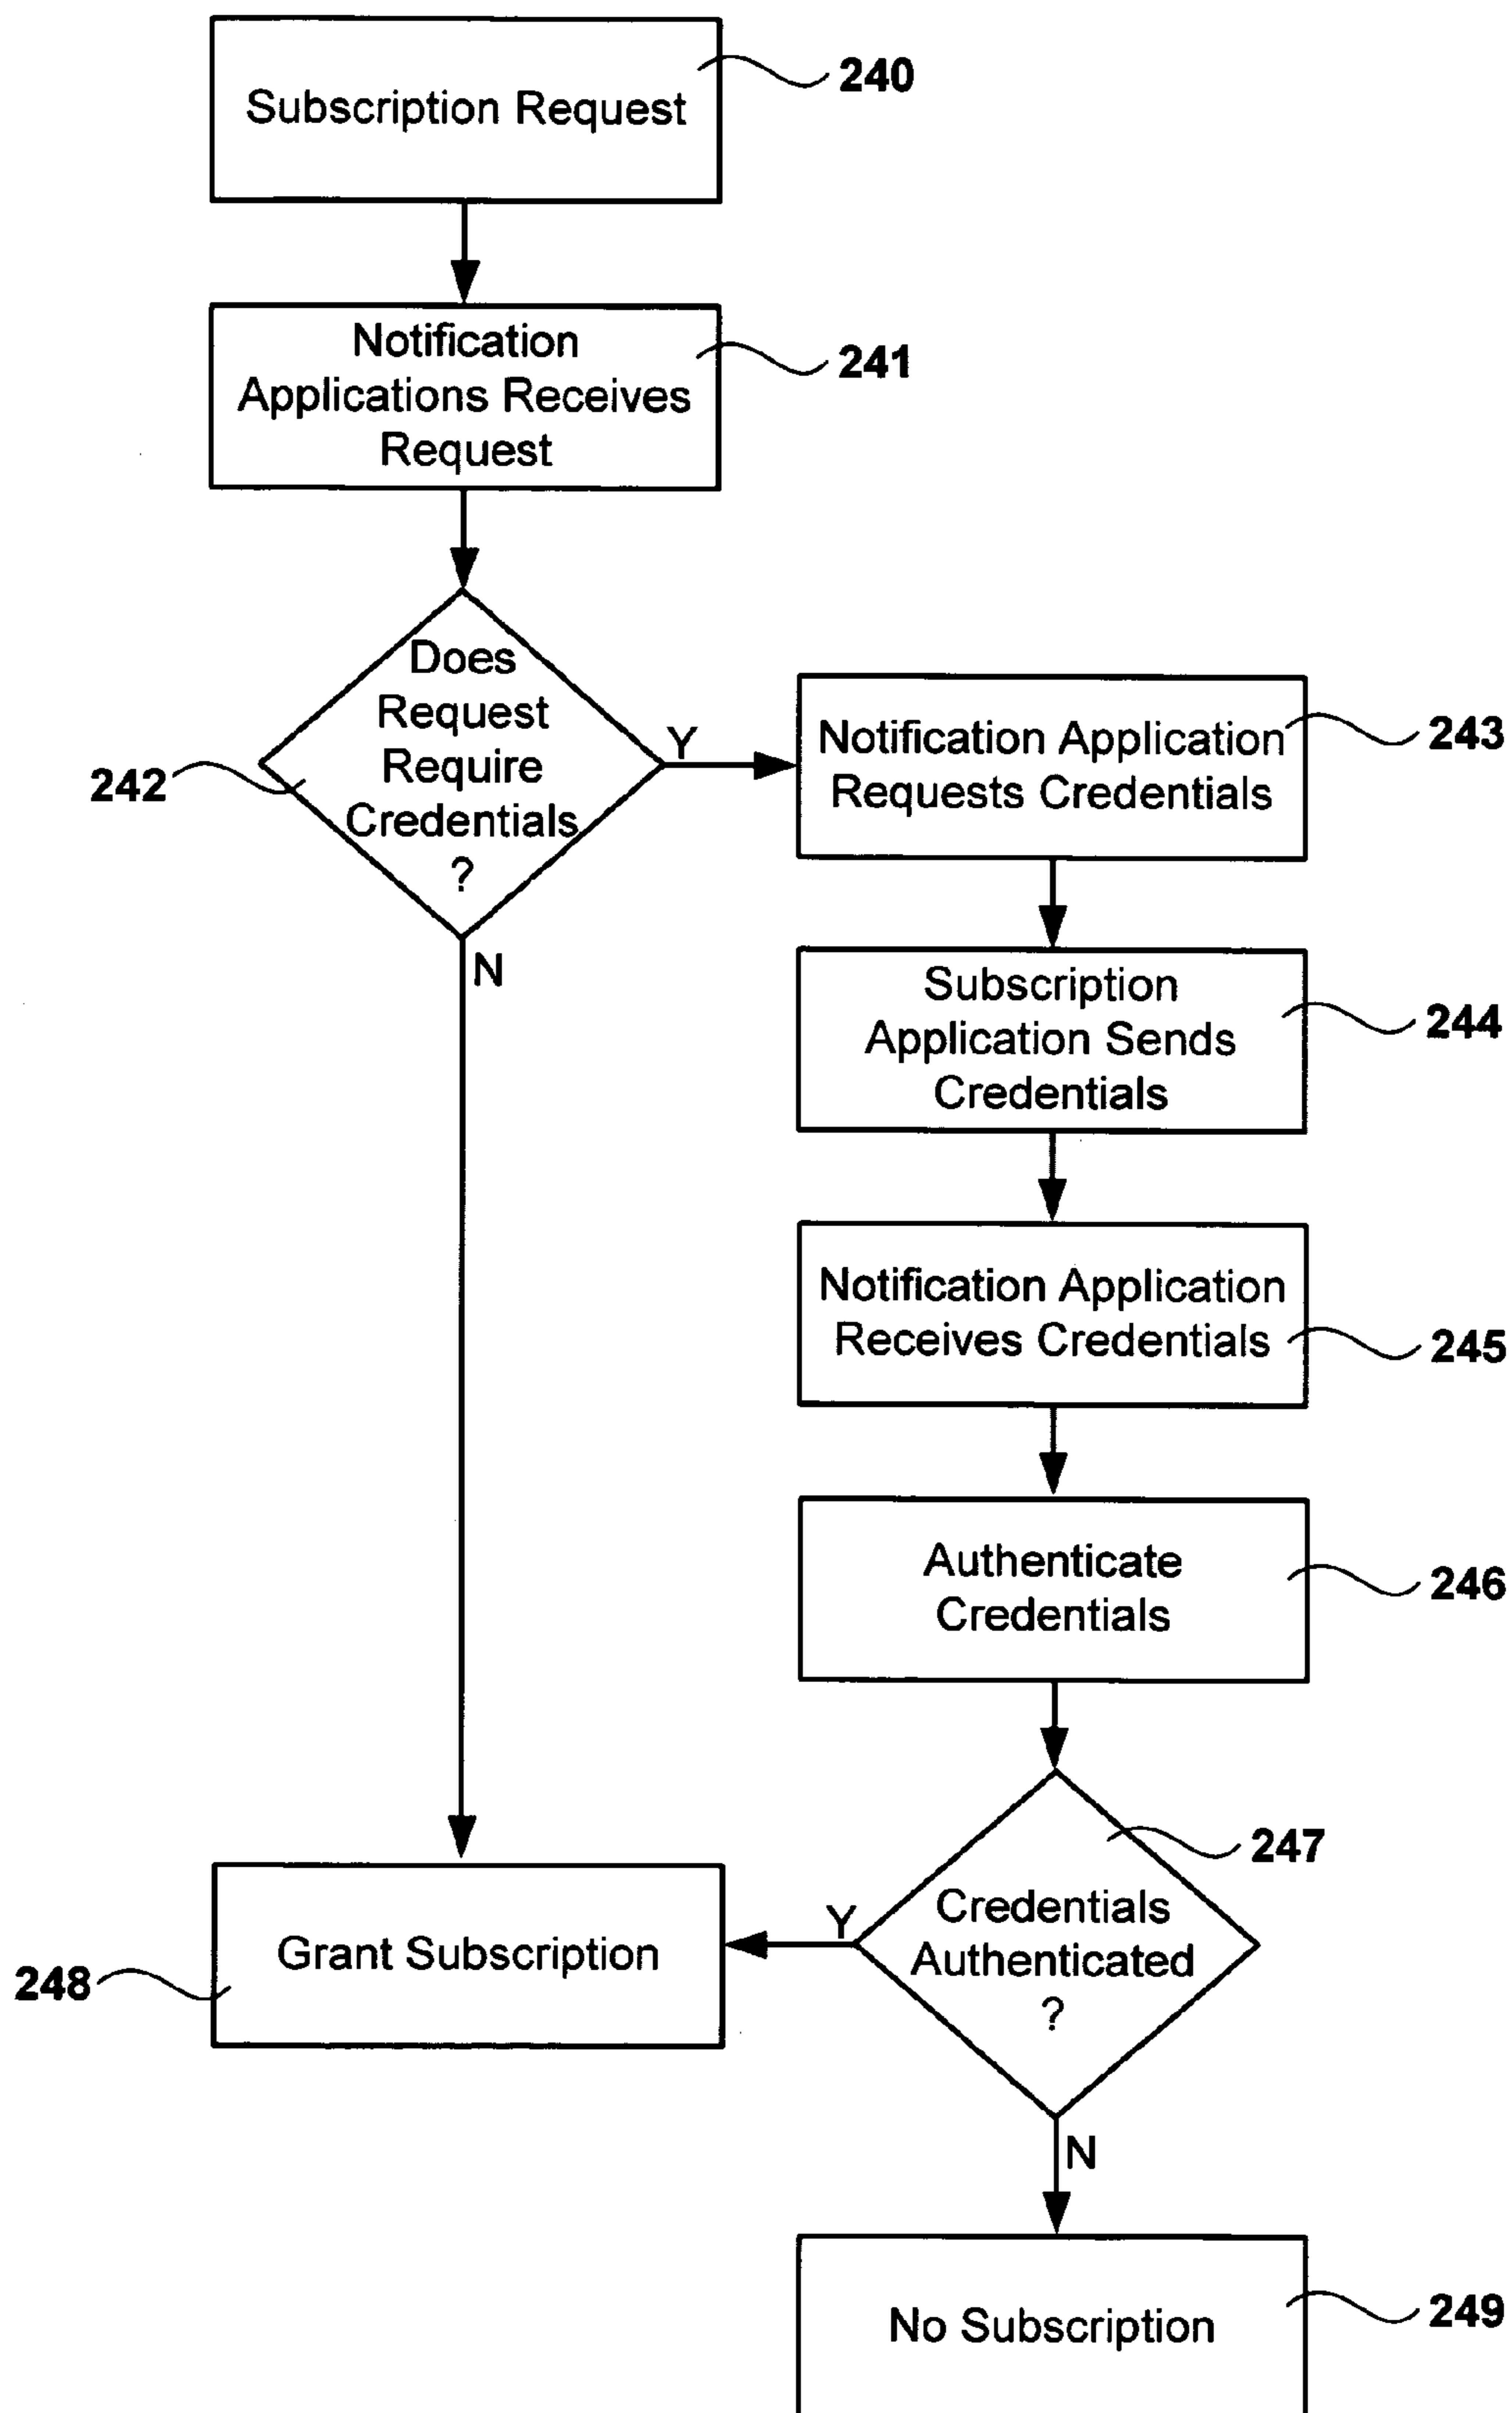 Subscription Request
240
Notification
Applications Receives
Request
241
Does
Request
Require
Credentials
?
242
Y
N
Notification Application
Requests Credentials
243
Subscription
Application Sends
Credentials
244
Notification Application
Receives Credentials
245
Authenticate
Credentials
246
247
Credentials
Authenticated
?
Y
N
Grant Subscription
248
No Subscription
249